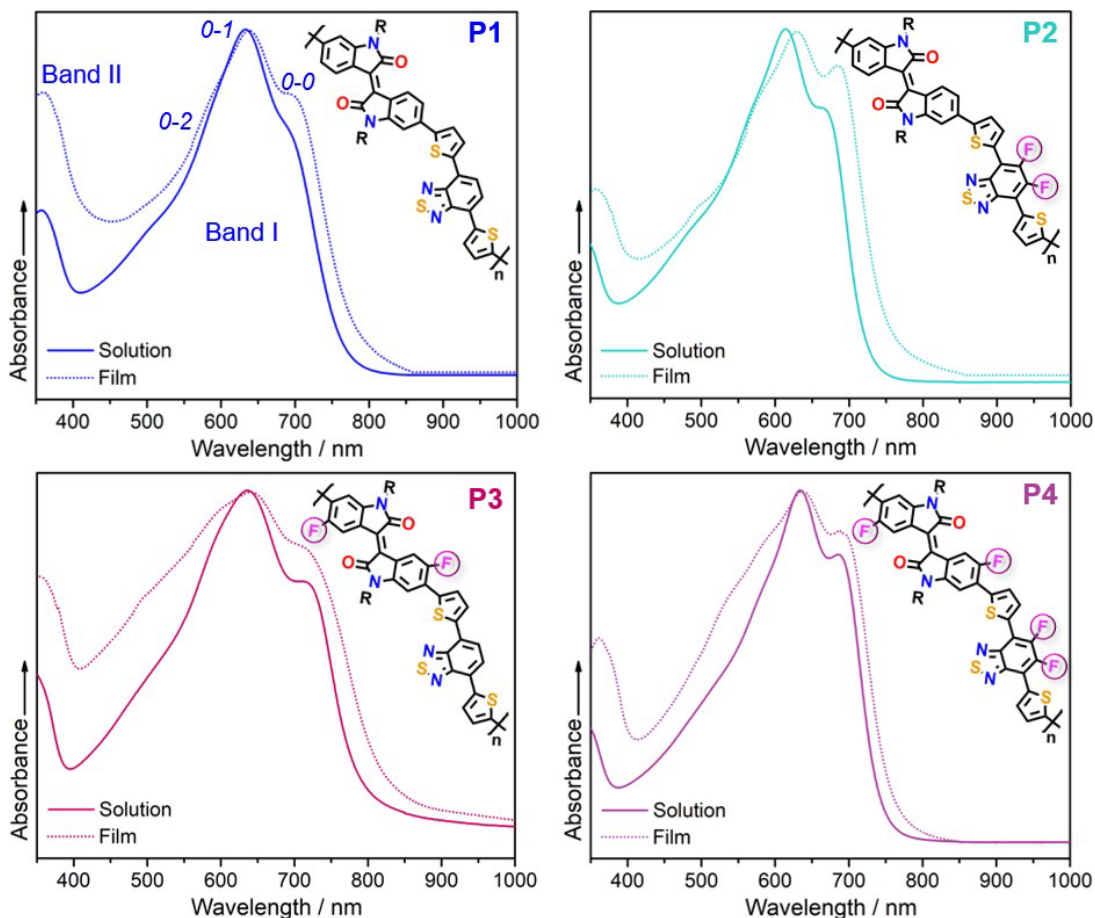 P1
0-1
Band II
0-0
0-2
Band I
R
N
O
O
N
R
S
N
S
N
S
n
Absorbance
Solution
Film
400 500 600 700 800 900 1000
Wavelength / nm
P2
R
N
O
O
N
R
S
F
N
F
S
N
S
n
Absorbance
Solution
Film
400 500 600 700 800 900 1000
Wavelength / nm
P3
R
N
F
O
O
F
N
R
S
N
S
N
S
n
Absorbance
Solution
Film
400 500 600 700 800 900 1000
Wavelength / nm
P4
R
N
F
O
O
F
N
R
S
F
N
F
S
N
S
n
Absorbance
Solution
Film
400 500 600 700 800 900 1000
Wavelength / nm